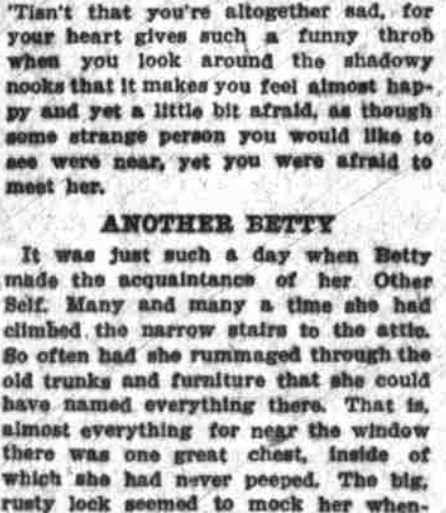 'Tisn't that you're altogether sad, for
your heart gives such a funny throb
when you look around the shadowy
nooks that it makes you feel almost hap-
py and yet a little bit afraid, as though
some strange person you would like to
see were near, yet you were afraid to
meet her.
ANOTHER BETTY
It was just such a day when Betty
made the acquaintance of her Other
Self. Many and many a time she had
climbed the narrow stairs to the attic.
So often had she rummaged through the
old trunks and furniture that she could
have named everything there. That is,
almost everything for near the window
there was one great chest, inside of
which she had never peeped. The big,
rusty lock seemed to mock her when-